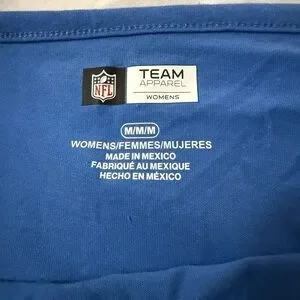 NFL
TEAM
APPAREL
WOMENS
M/M/M
WOMENS/FEMMES/MUJERES
MADE IN MEXICO
FABRIQUÉ AU MEXIQUE
HECHO EN MÉXICO